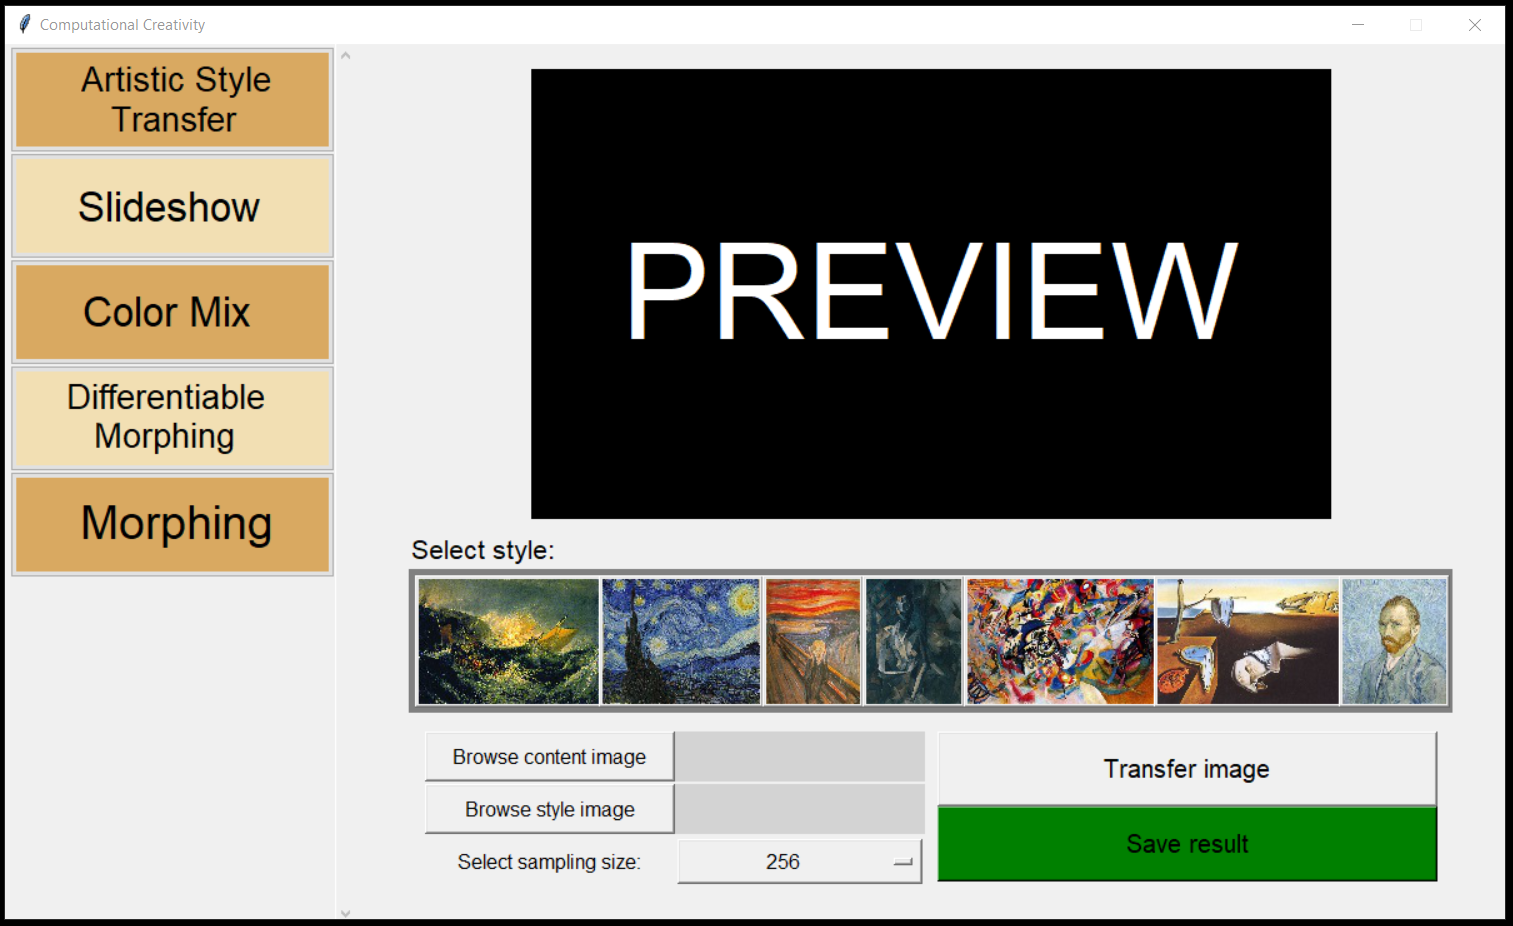 Computational Creativity
Artistic Style
Transfer
Slideshow
Color Mix
Differentiable
Morphing
Morphing
PREVIEW
Select style:
Browse content image
Browse style image
Select sampling size:
256
Transfer image
Save result